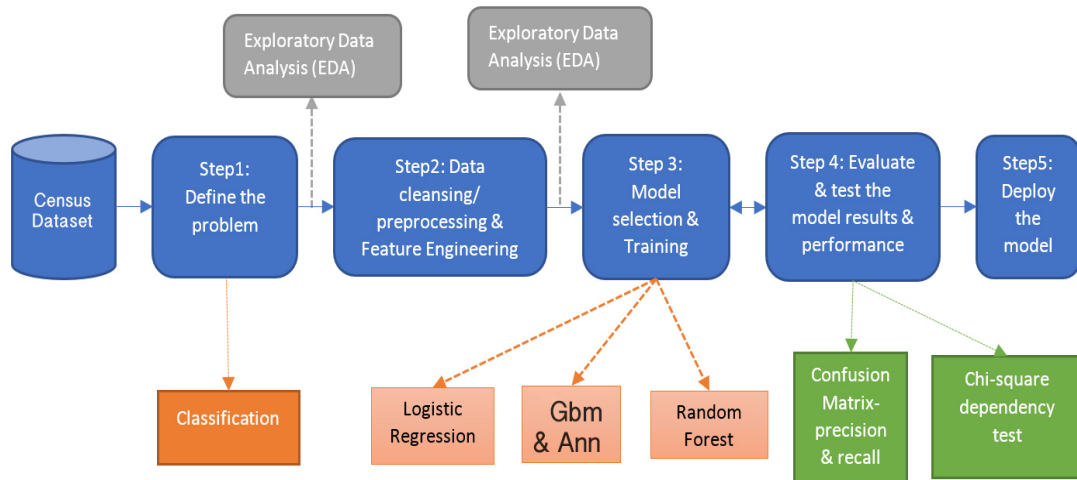 Exploratory Data
Analysis (EDA)
Exploratory Data
Analysis (EDA)
Census
Dataset
Step1:
Define the
problem
Step2: Data
cleansing/
preprocessing &
Feature Engineering
Step 3:
Model
selection &
Training
Step 4: Evaluate
& test the
model results &
performance
Step5:
Deploy
the
model
Classification
Logistic
Regression
Gbm
& Ann
Random
Forest
Confusion
Matrix-
precision
& recall
Chi-square
dependency
test